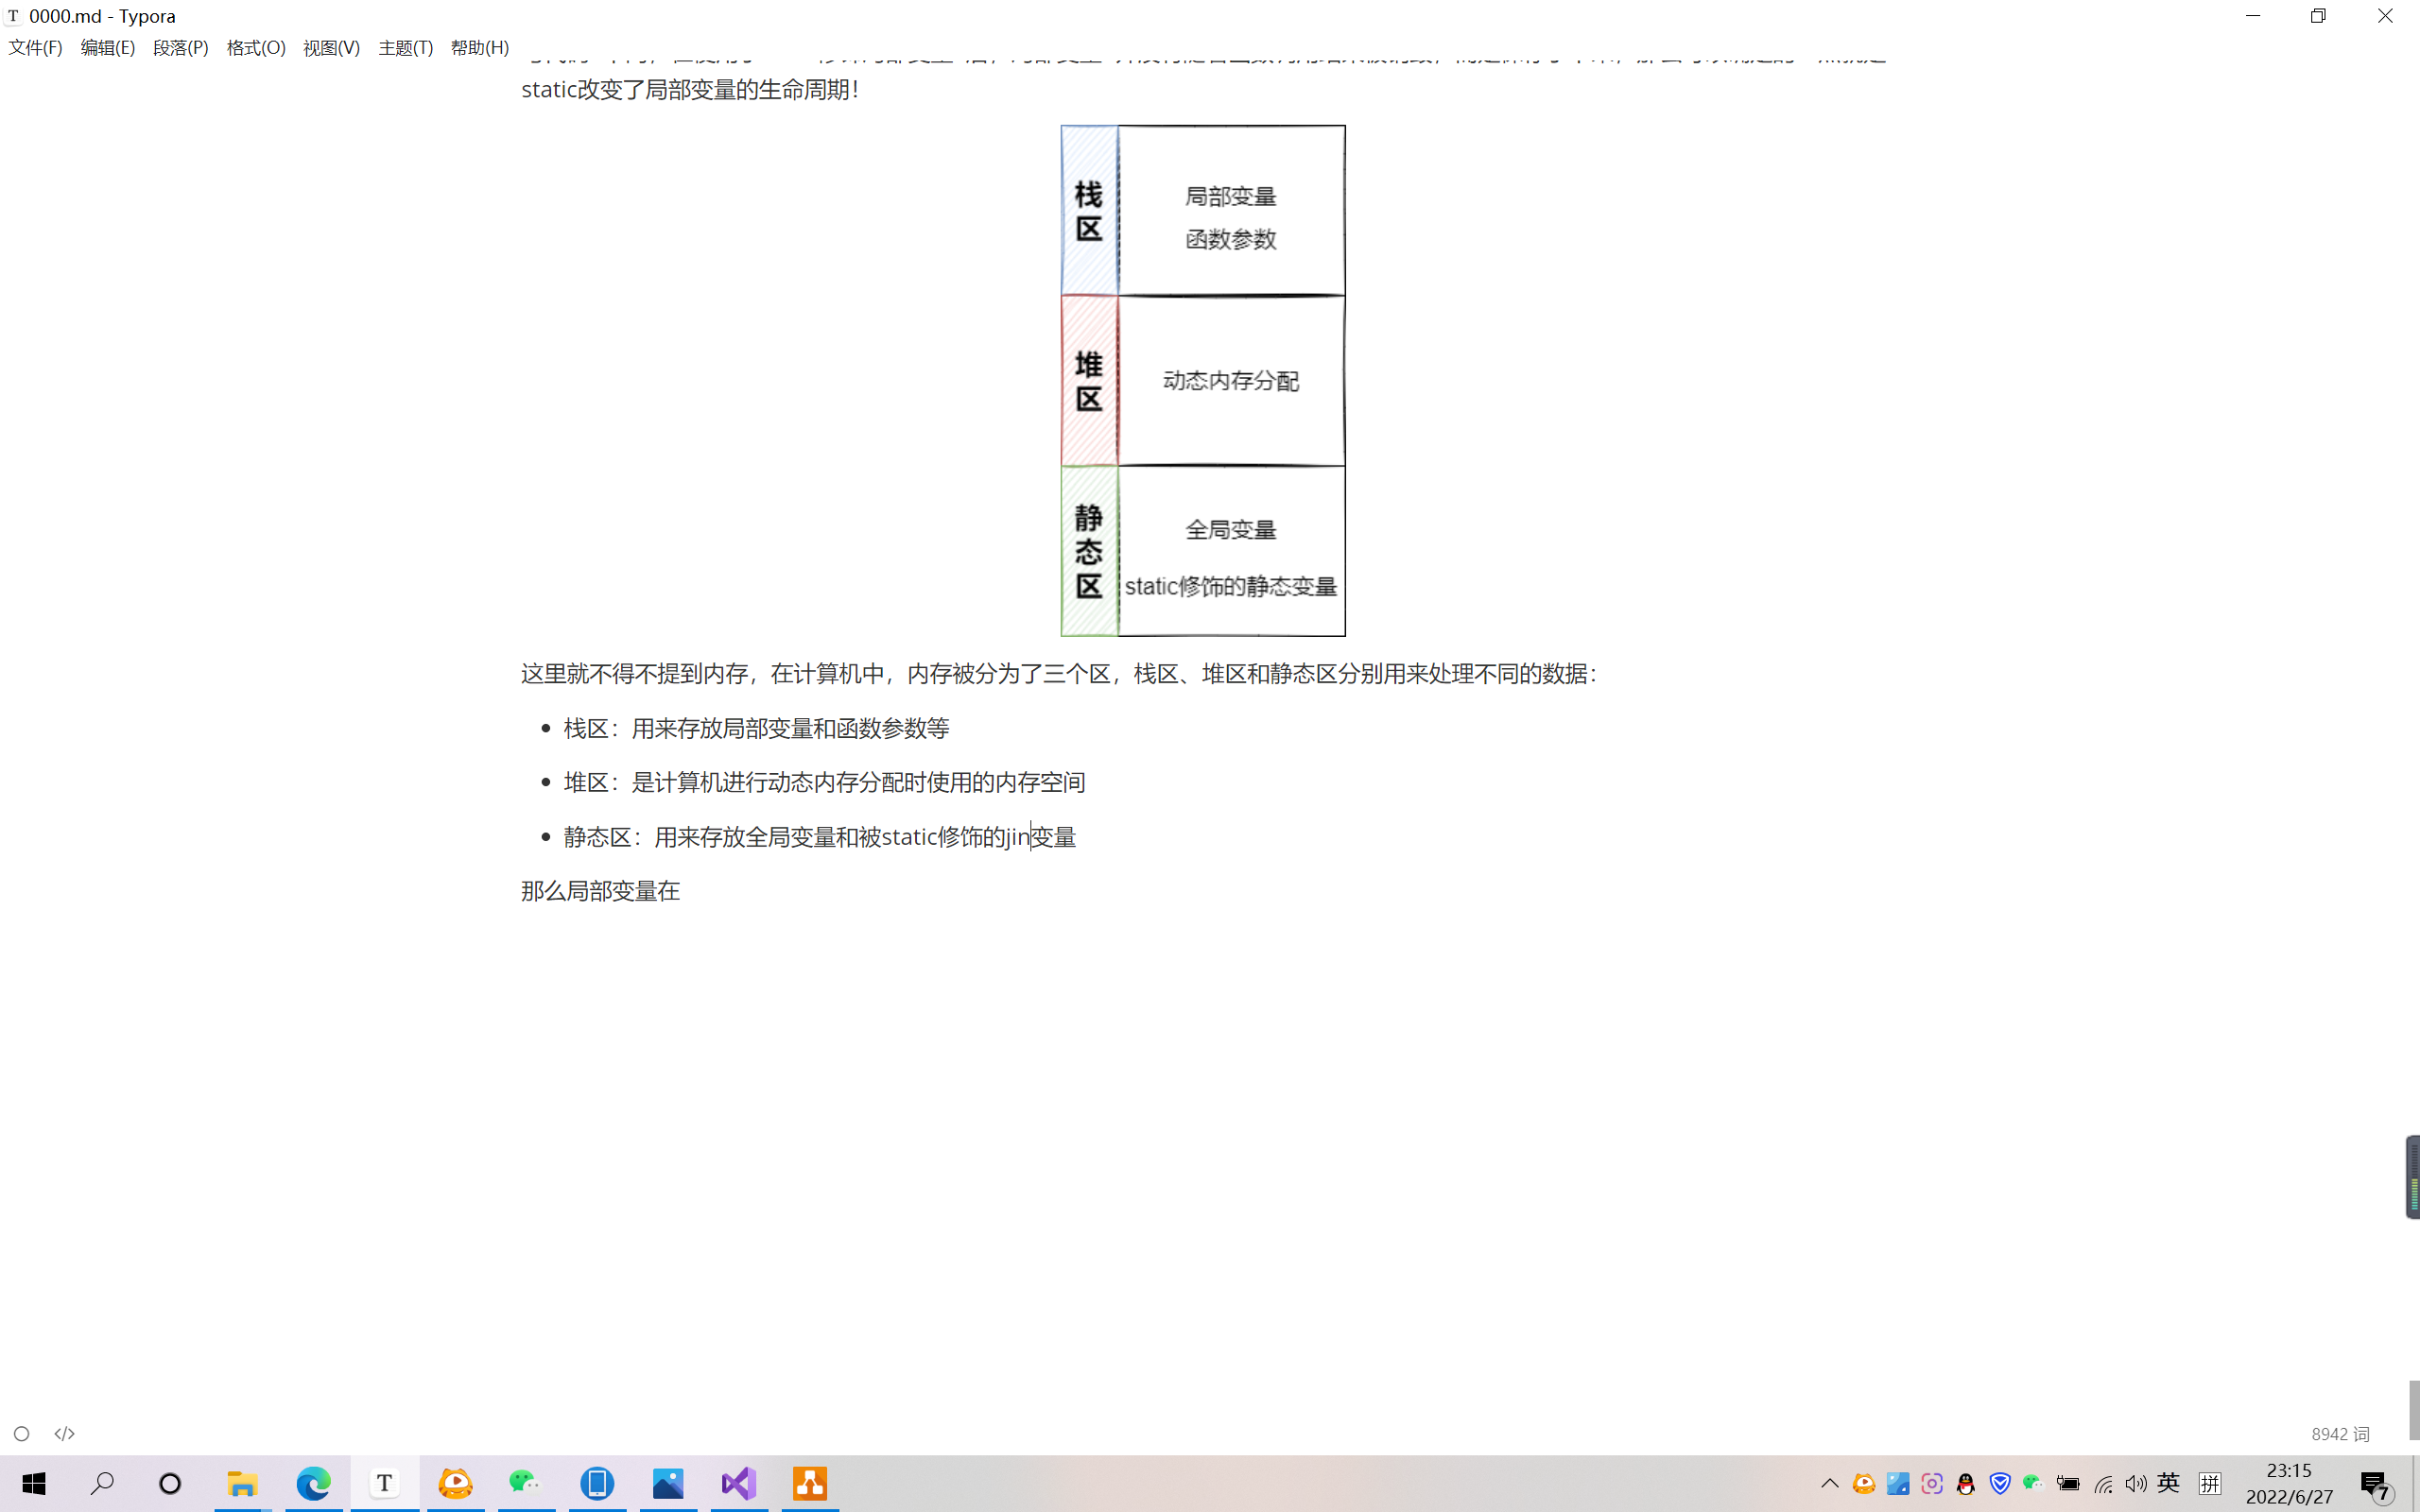 0000.md - Typora
文件(F) 编辑(E) 段落(P) 格式(O) 视图(V) 主题(T) 帮助(H)
static改变了局部变量的生命周期！
栈区
局部变量
函数参数
堆区
动态内存分配
静态区
全局变量
static修饰的静态变量
这里就不得不提到内存，在计算机中，内存被分为了三个区，栈区、堆区和静态区分别用来处理不同的数据：
栈区：用来存放局部变量和函数参数等
堆区：是计算机进行动态内存分配时使用的内存空间
静态区：用来存放全局变量和被static修饰的jin变量
那么局部变量在
8942 词
英 拼 23:15
2022/6/27
7